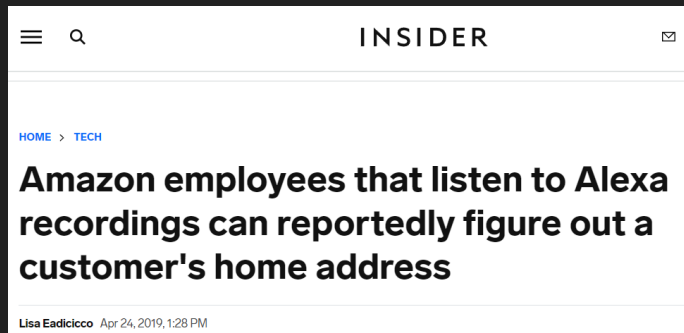 INSIDER
HOME > TECH
Amazon employees that listen to Alexa
recordings can reportedly figure out a
customer's home address
Lisa Eadicicco Apr 24, 2019, 1:28 PM